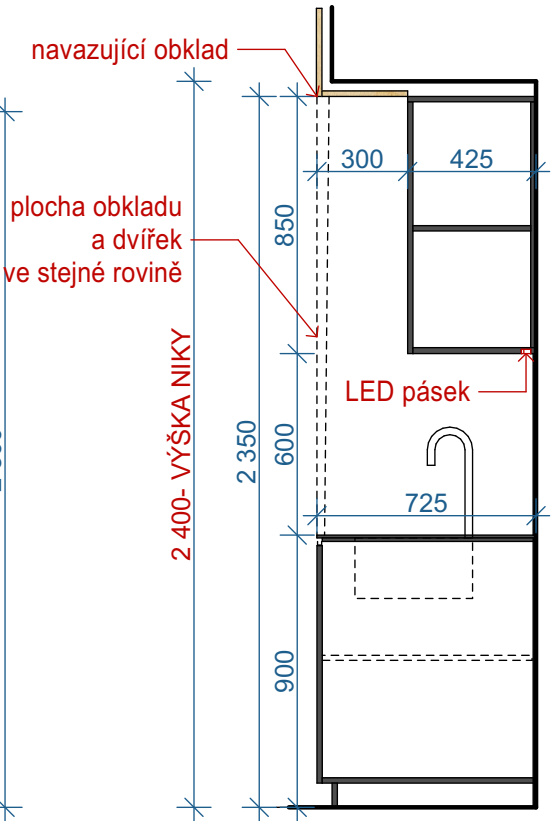 navazující obklad
300
425
plocha obkladu
a dvířek
ve stejné rovině
850
LED pásek
2 400- VÝŠKA NIKY
2 350
600
725
900